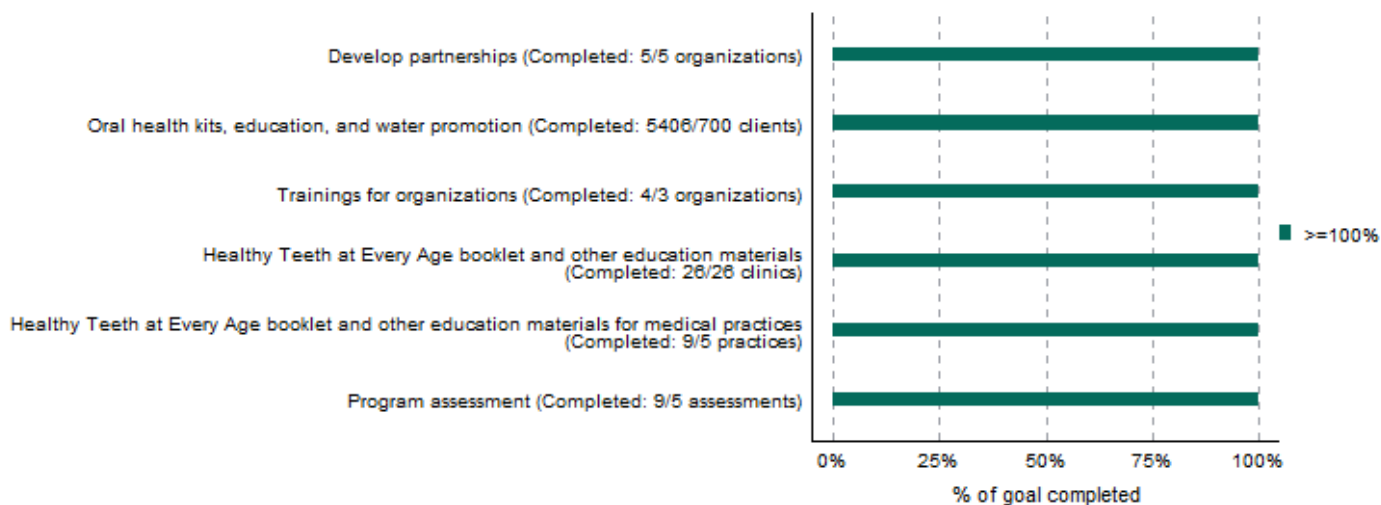 Develop partnerships (Completed: 5/5 organizations)
Oral health kits, education, and water promotion (Completed: 5406/700 clients)
Trainings for organizations (Completed: 4/3 organizations)
Healthy Teeth at Every Age booklet and other education materials
(Completed: 26/26 clinics)
Healthy Teeth at Every Age booklet and other education materials for medical practices
(Completed: 9/5 practices)
Program assessment (Completed: 9/5 assessments)
>=100%
0% 25% 50% 75% 100%
% of goal completed